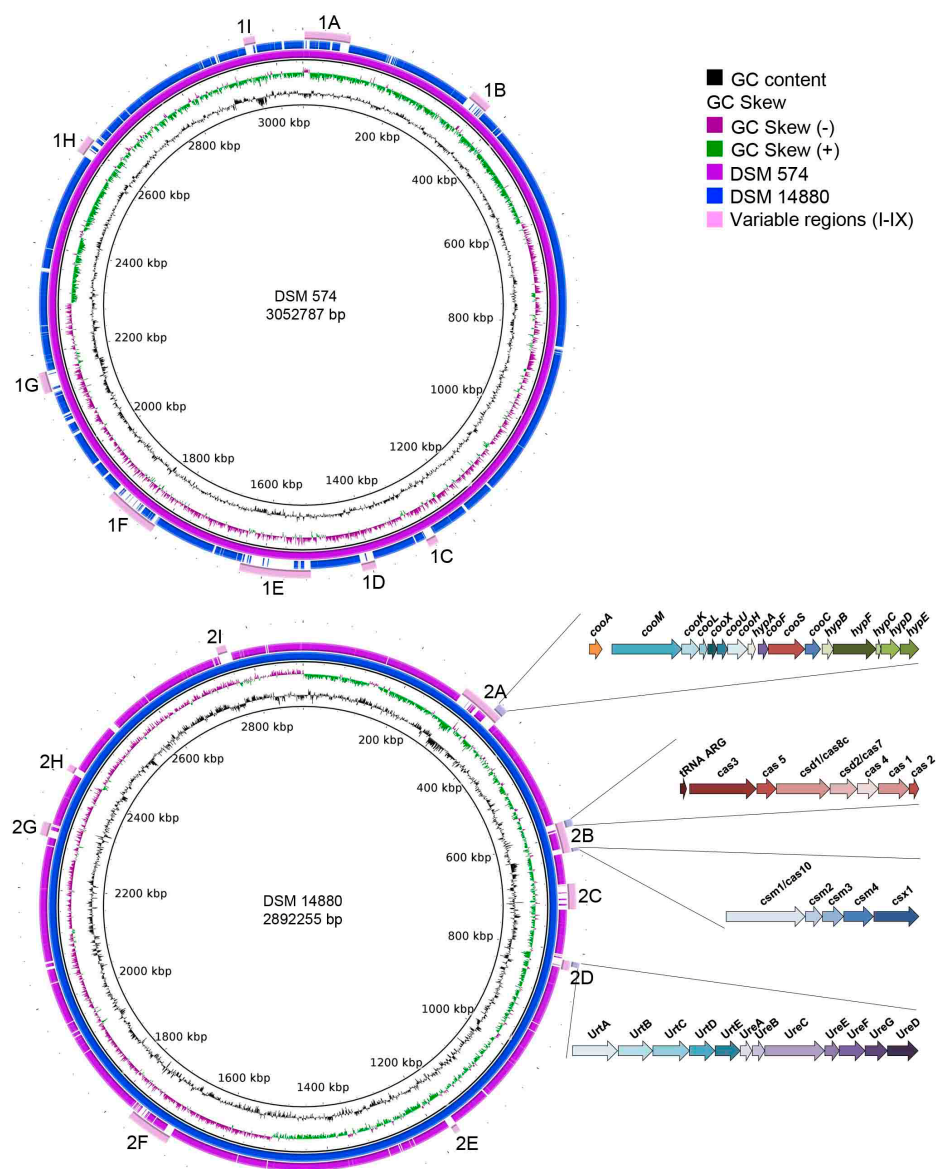 1I
1A
1B
1H
1G
1F
1E
1D
1C
3000 kbp
200 kbp
400 kbp
600 kbp
800 kbp
1000 kbp
1200 kbp
1400 kbp
1600 kbp
1800 kbp
2000 kbp
2200 kbp
2400 kbp
2600 kbp
2800 kbp
DSM 574
3052787 bp
GC content
GC Skew
GC Skew (-)
GC Skew (+)
DSM 574
DSM 14880
Variable regions (I-IX)
2I
2A
2H
2G
2B
2C
2D
2E
2F
2800 kbp
200 kbp
400 kbp
600 kbp
800 kbp
1000 kbp
1200 kbp
1400 kbp
1600 kbp
1800 kbp
2000 kbp
2200 kbp
2400 kbp
2600 kbp
DSM 14880
2892255 bp
cooA
cooM
cooK
cooL
cooX
cooU
cooH
hypA
cooF
cooS
cooC
hypB
hypF
hypC
hypD
hypE
tRNA ARG
cas3
cas 5
csd1/cas8c
csd2/cas7
cas 4
cas 1
cas 2
csm1/cas10
csm2
csm3
csm4
csx1
UrtA
UrtB
UrtC
UrtD
UrtE
UreA
UreB
UreC
UreE
UreF
UreG
UreD